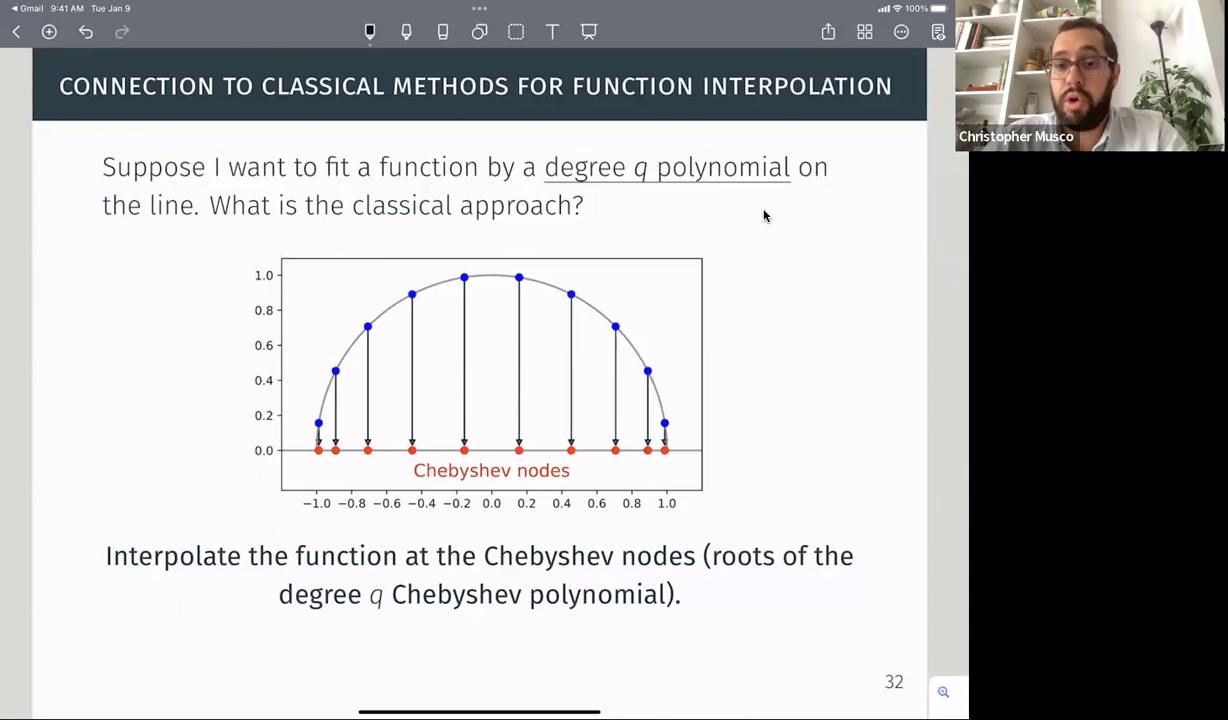 Gmail 9:41 AM Tue Jan 9
100%
CONNECTION TO CLASSICAL METHODS FOR FUNCTION INTERPOLATION
Christopher Musco
Suppose I want to fit a function by a degree q polynomial on
the line. What is the classical approach?
1.0
0.8
0.6
0.4
0.2
0.0
Chebyshev nodes
−1.0 −0.8 −0.6 −0.4 −0.2 0.0 0.2 0.4 0.6 0.8 1.0
Interpolate the function at the Chebyshev nodes (roots of the
degree q Chebyshev polynomial).
32